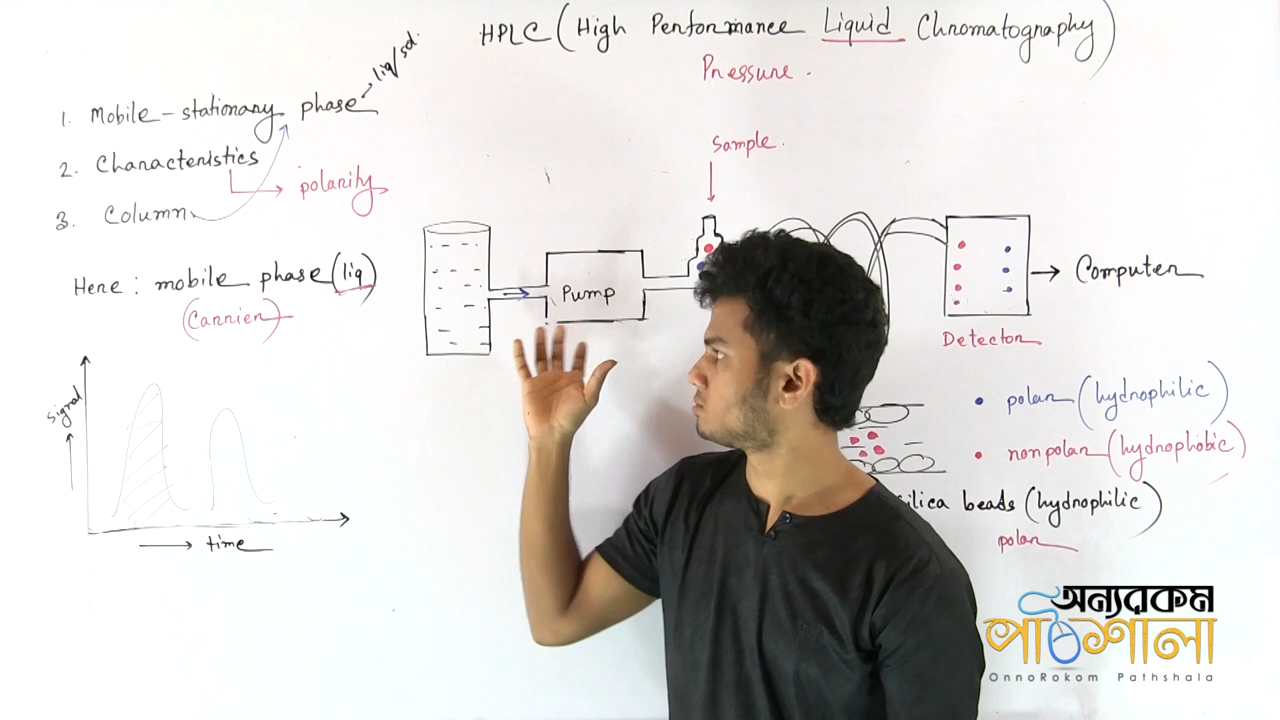 HPLC (High Performance Liquid Chromatography)
Pressure.
1. Mobile - stationary phase
liq/sd.
2. Characteristics
polarity
3. Column
Here : mobile phase (liq)
(Carrier)
Sample.
Pump
Computer
Detector
signal
time
polar (hydrophilic)
nonpolar (hydrophobic)
silica beads (hydrophilic)
polar
অন্যরকম
পাঠশালা
OnnoRokom Pathshala